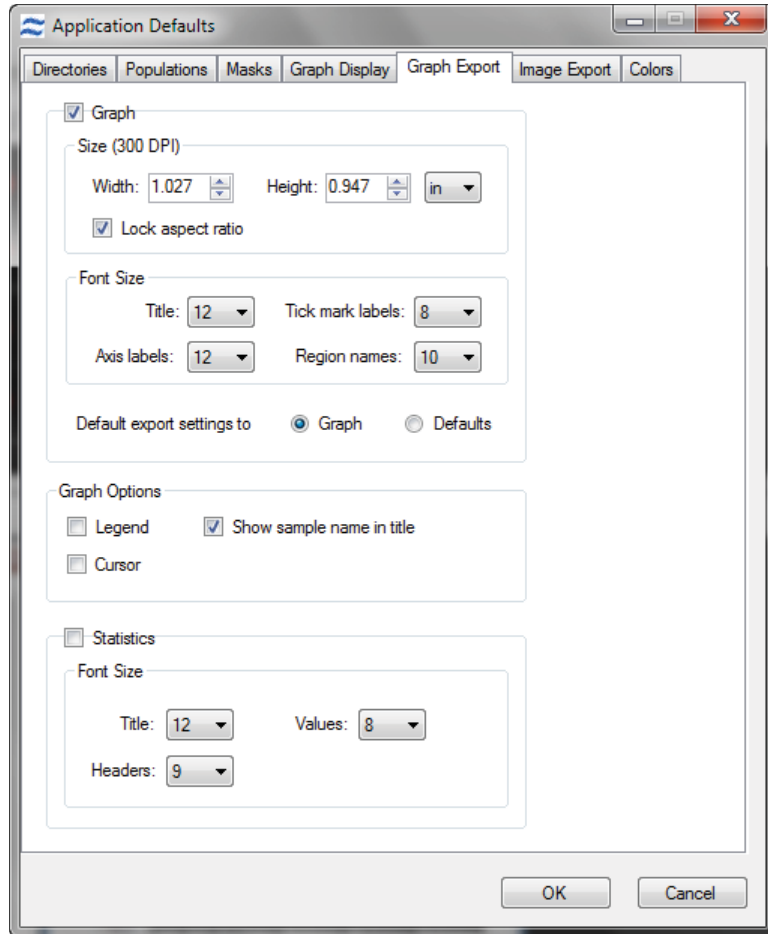 Application Defaults
Directories Populations Masks Graph Display Graph Export Image Export Colors
Graph
Size (300 DPI)
Width: 1.027 Height: 0.947 in
Lock aspect ratio
Font Size
Title: 12 Tick mark labels: 8
Axis labels: 12 Region names: 10
Default export settings to Graph Defaults
Graph Options
Legend Show sample name in title
Cursor
Statistics
Font Size
Title: 12 Values: 8
Headers: 9
OK Cancel